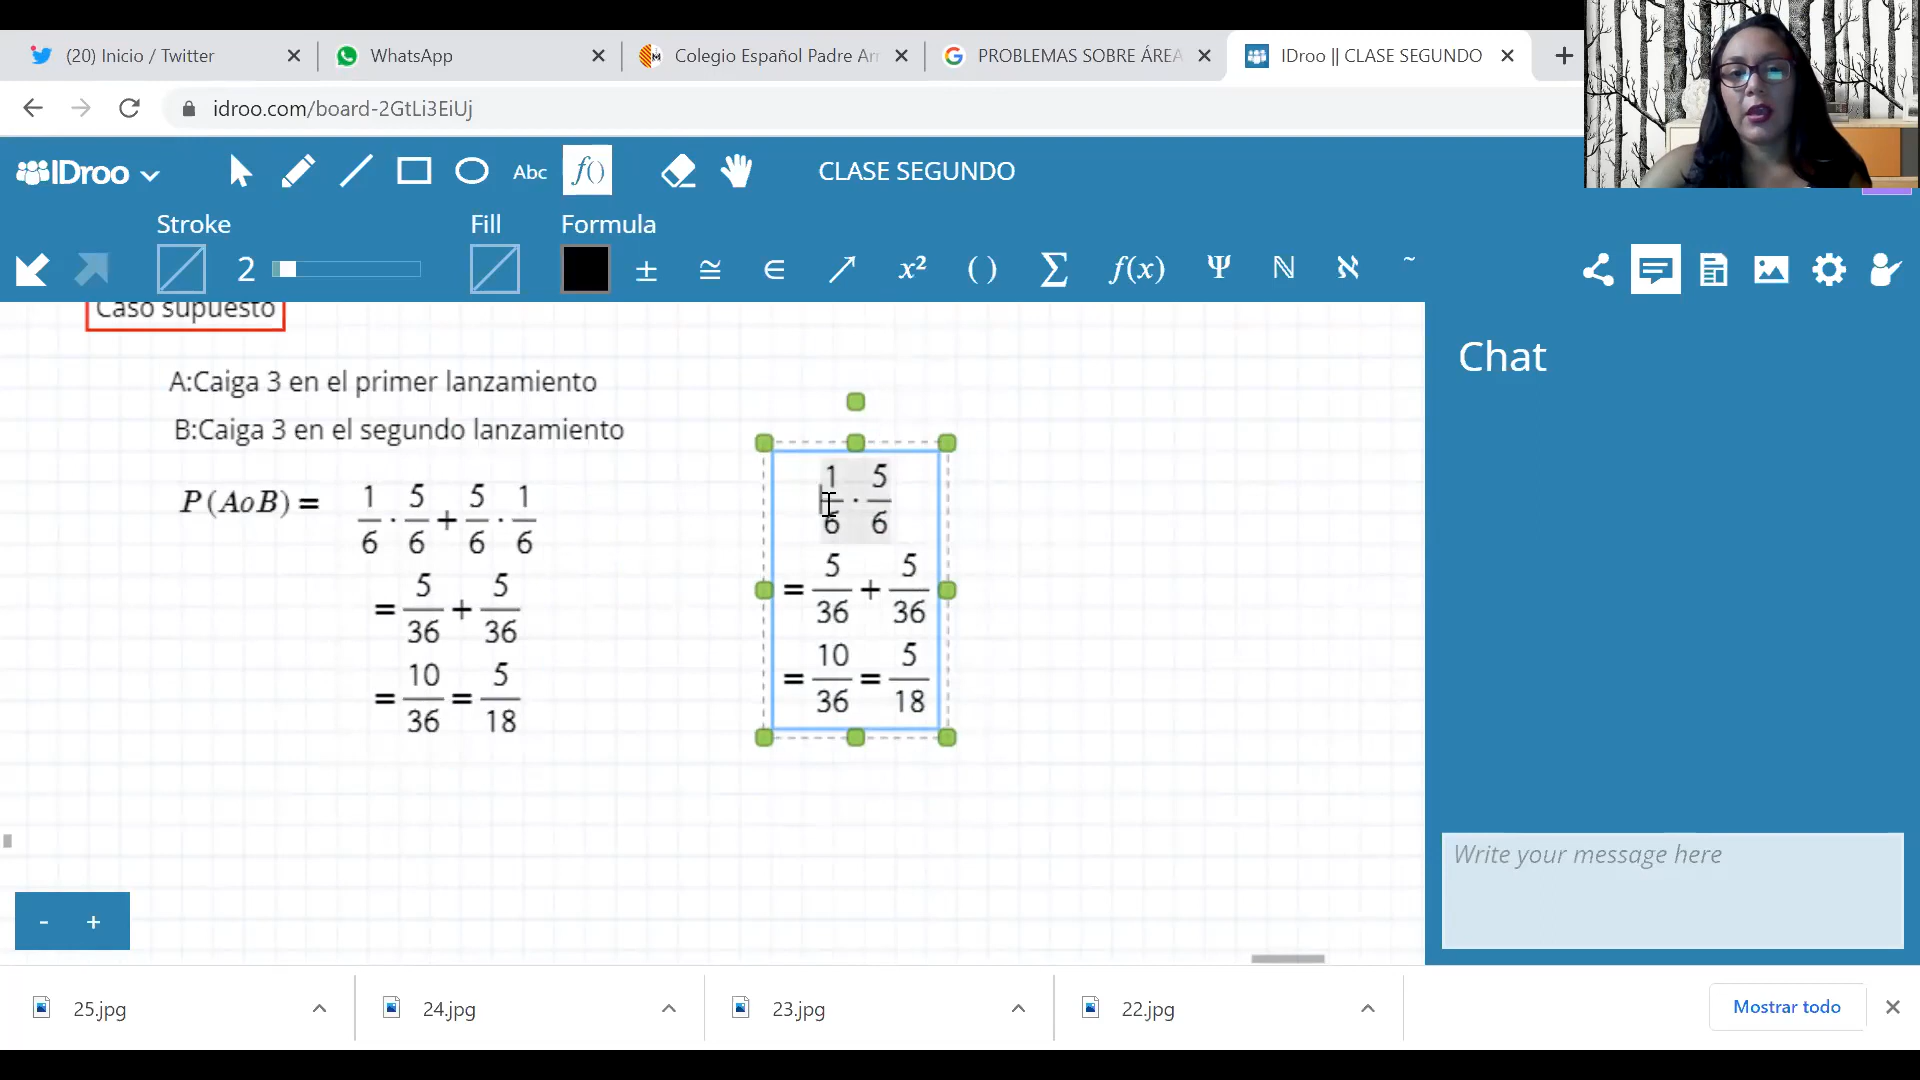 (20) Inicio / Twitter
WhatsApp
Colegio Español Padre Arr
PROBLEMAS SOBRE ÁREA
IDroo || CLASE SEGUNDO
idroo.com/board-2GtLi3EiUj
IDroo
Abc
f()
CLASE SEGUNDO
Stroke
Fill
Formula
2
± ≅ ∈ x² ( ) ∑ f(x) Ψ ℕ ℵ ~
Caso supuesto
A:Caiga 3 en el primer lanzamiento
B:Caiga 3 en el segundo lanzamiento
P(AoB) = 1/6 · 5/6 + 5/6 · 1/6
= 5/36 + 5/36
= 10/36 = 5/18
1/6 · 5/6
= 5/36 + 5/36
= 10/36 = 5/18
Chat
Write your message here
- +
25.jpg
24.jpg
23.jpg
22.jpg
Mostrar todo